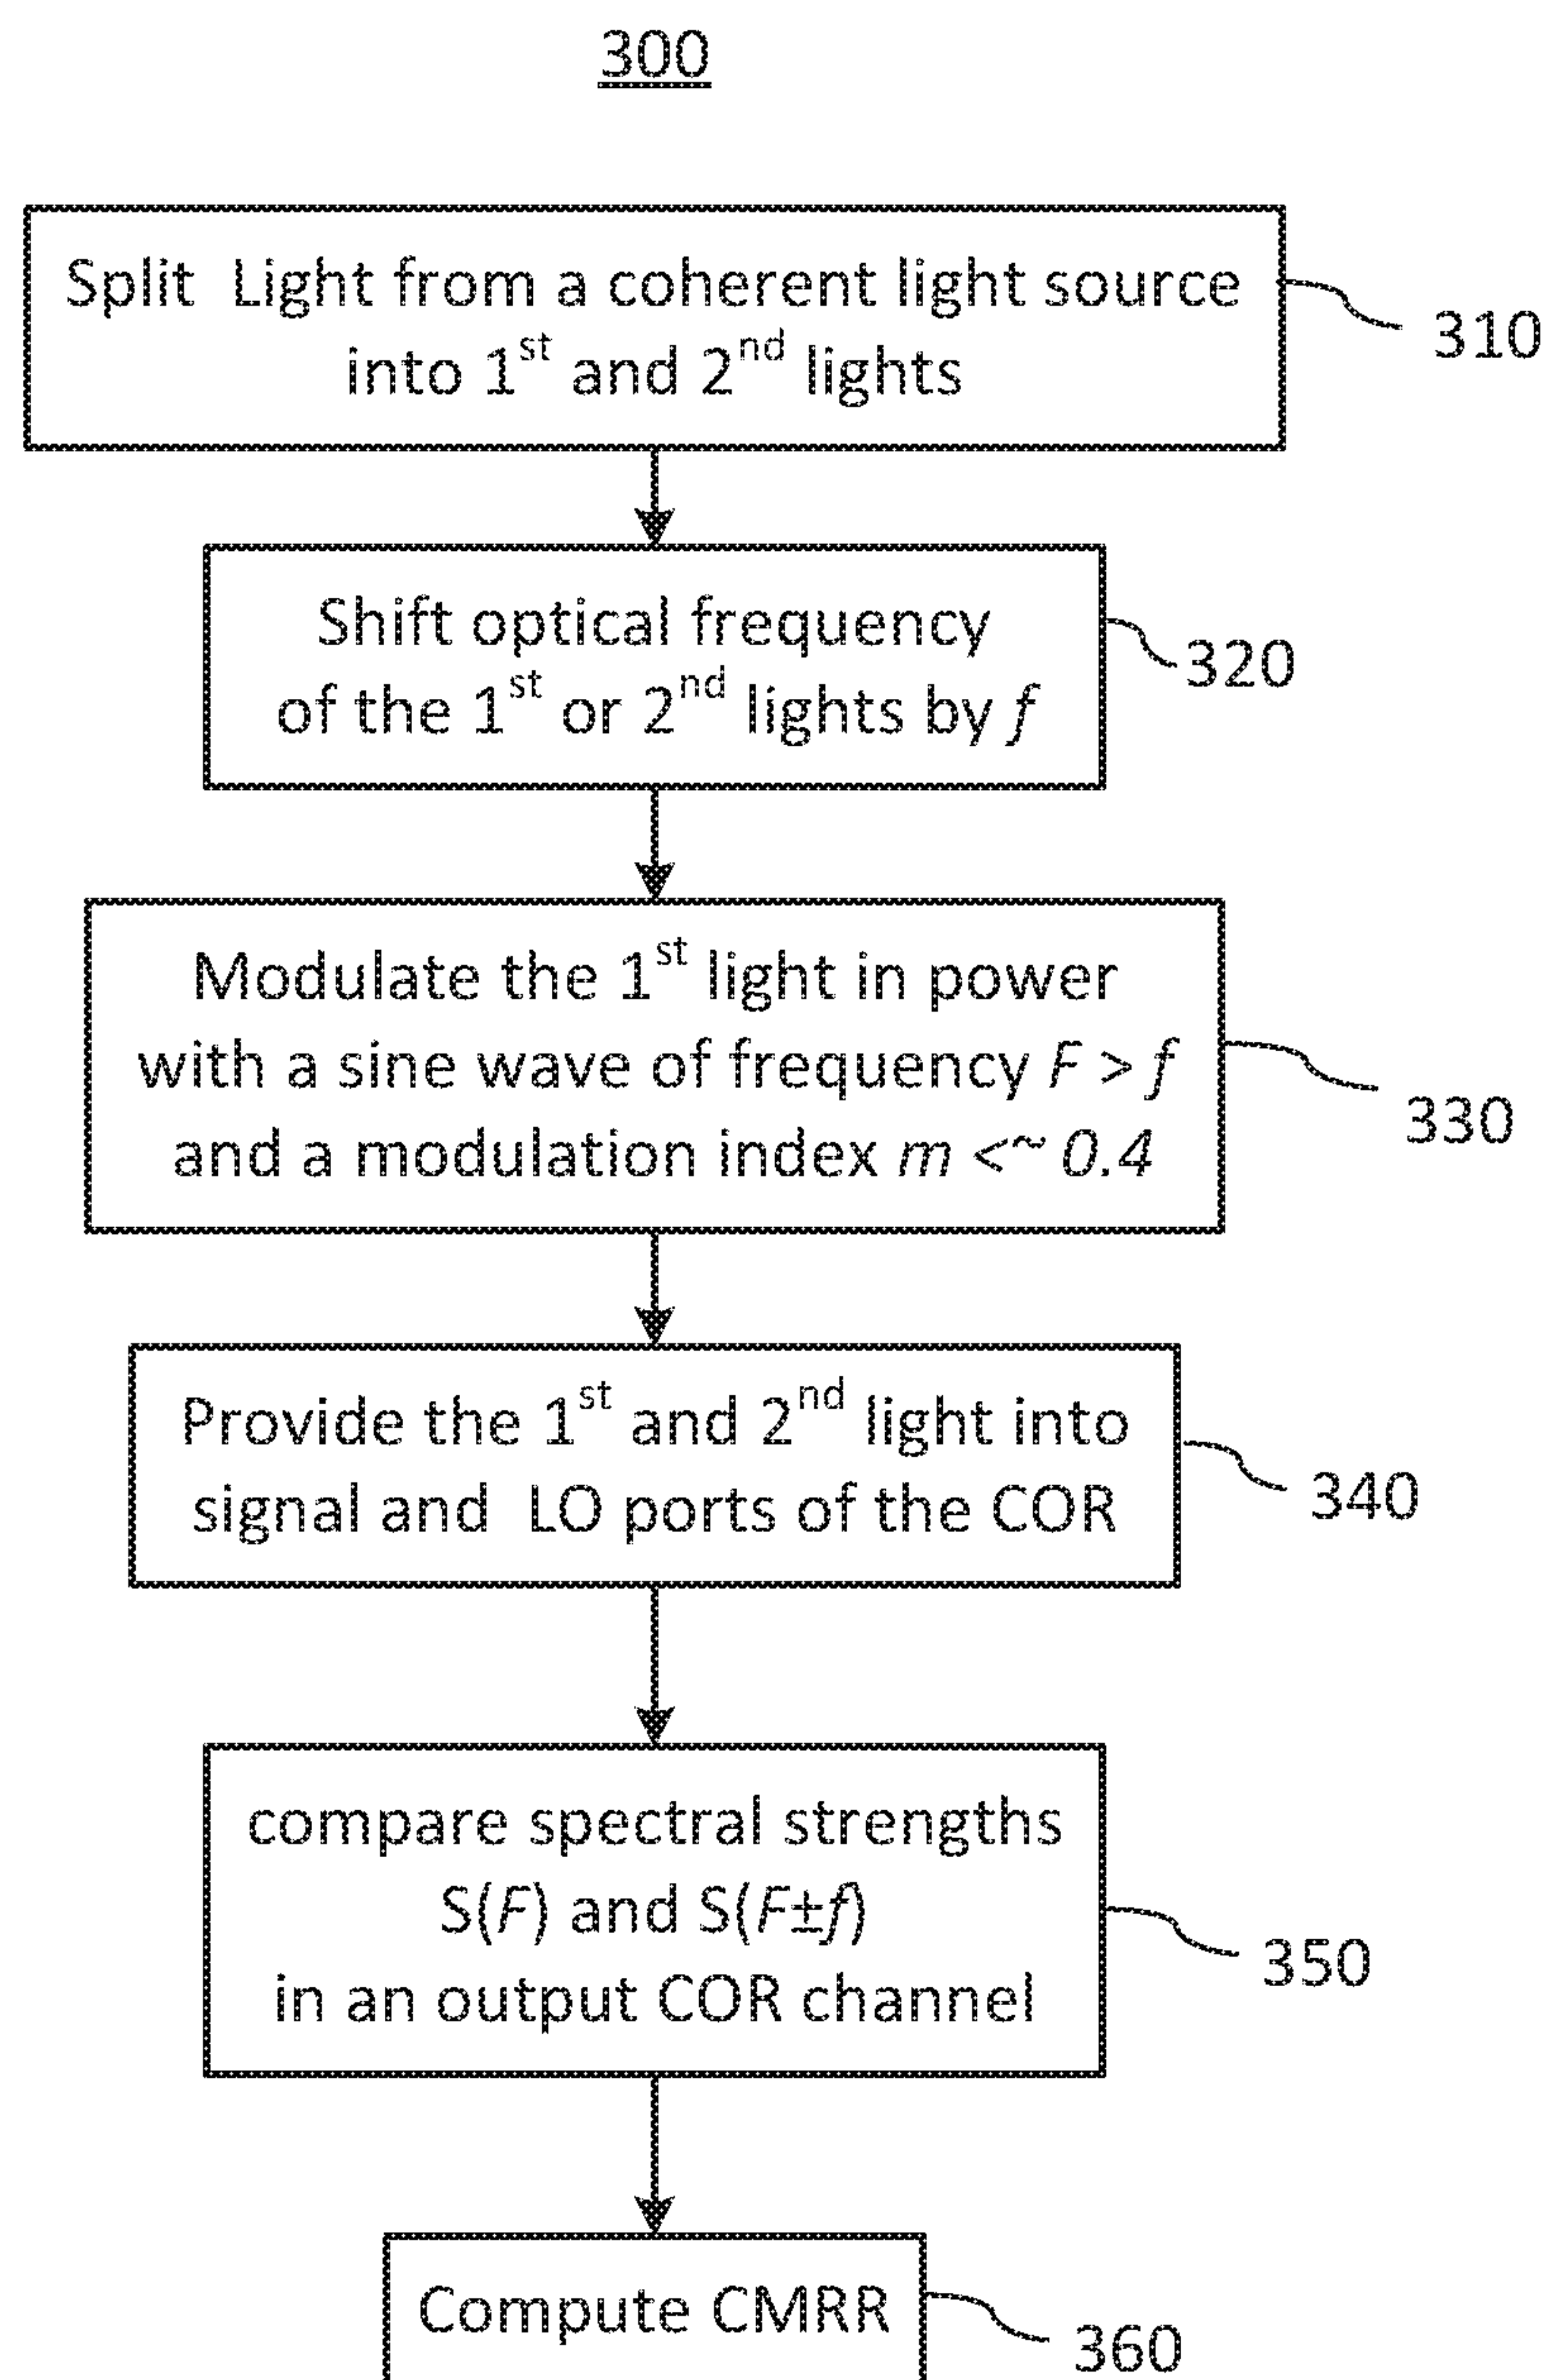 300
Split Light from a coherent light source
into 1st and 2nd lights
310
Shift optical frequency
of the 1st or 2nd lights by f
320
Modulate the 1st light in power
with a sine wave of frequency F > f
and a modulation index m <~ 0.4
330
Provide the 1st and 2nd light into
signal and LO ports of the COR
340
compare spectral strengths
S(F) and S(F±f)
in an output COR channel
350
Compute CMRR
360